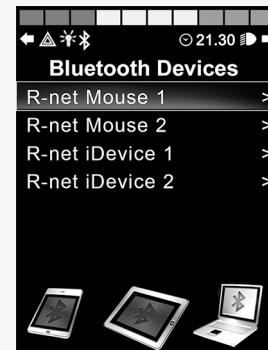 21.30
Bluetooth Devices
R-net Mouse 1 >
R-net Mouse 2 >
R-net iDevice 1 >
R-net iDevice 2 >